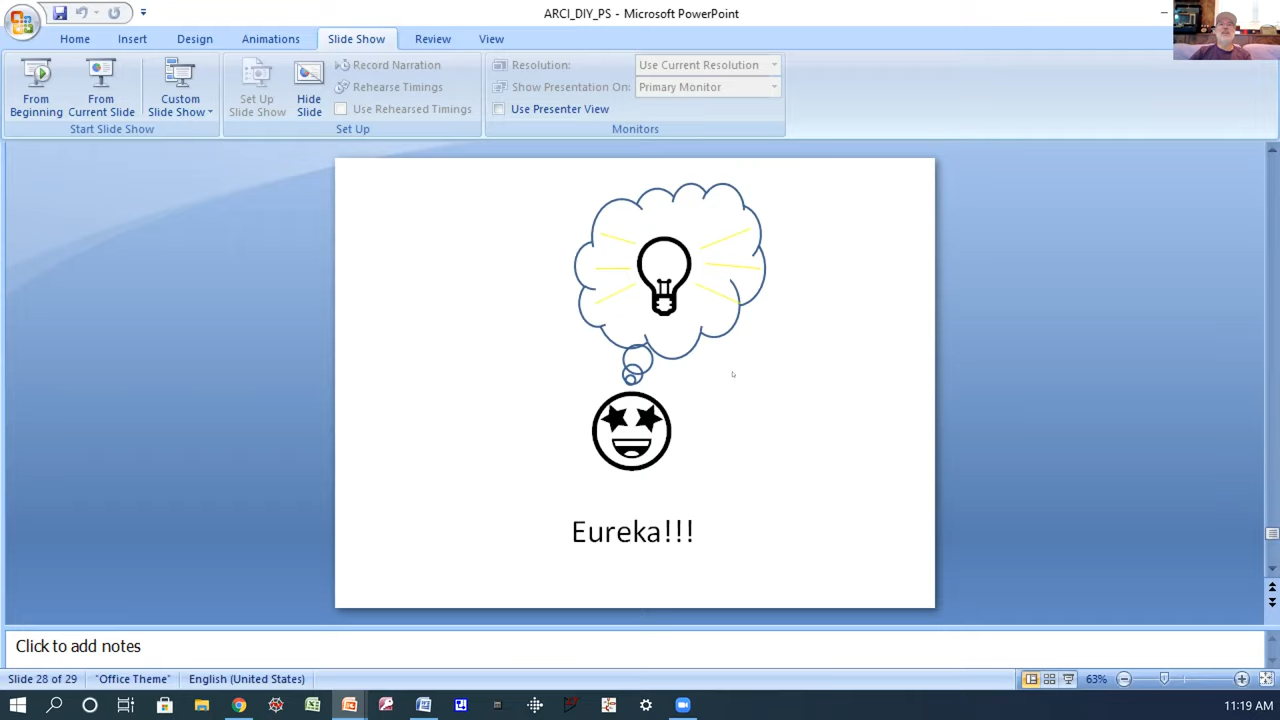 ARCI_DIY_PS - Microsoft PowerPoint
Home Insert Design Animations Slide Show Review View
From Beginning
From Current Slide
Custom Slide Show
Start Slide Show
Set Up Slide Show
Hide Slide
Record Narration
Rehearse Timings
Use Rehearsed Timings
Set Up
Resolution: Use Current Resolution
Show Presentation On: Primary Monitor
Use Presenter View
Monitors
Eureka!!!
Click to add notes
Slide 28 of 29 "Office Theme" English (United States) 63%
11:19 AM